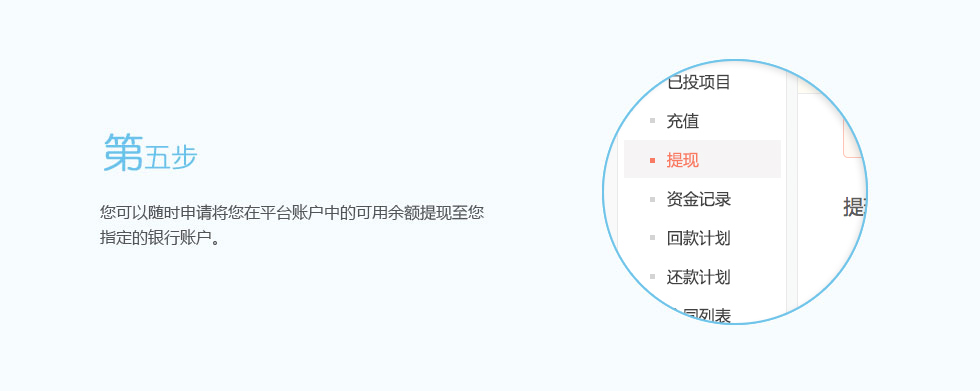 第五步
您可以随时申请将您在平台账户中的可用余额提现至您
指定的银行账户。
已投项目
充值
提现
资金记录
回款计划
还款计划
同列表
提